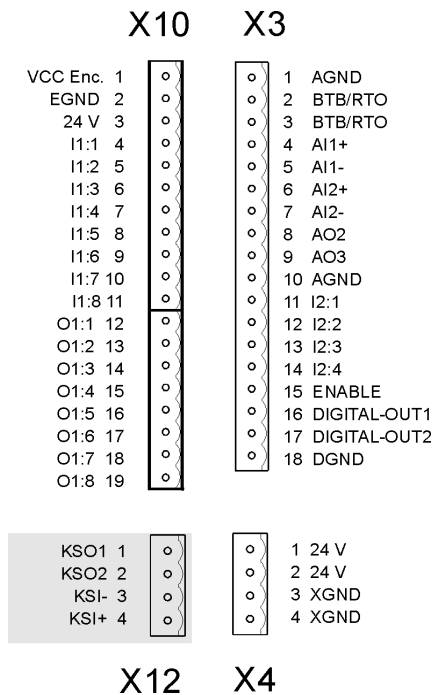 X10
VCC Enc. 1
EGND 2
24 V 3
I1:1 4
I1:2 5
I1:3 6
I1:4 7
I1:5 8
I1:6 9
I1:7 10
I1:8 11
O1:1 12
O1:2 13
O1:3 14
O1:4 15
O1:5 16
O1:6 17
O1:7 18
O1:8 19
X3
1 AGND
2 BTB/RTO
3 BTB/RTO
4 AI1+
5 AI1-
6 AI2+
7 AI2-
8 AO2
9 AO3
10 AGND
11 I2:1
12 I2:2
13 I2:3
14 I2:4
15 ENABLE
16 DIGITAL-OUT1
17 DIGITAL-OUT2
18 DGND
KSO1 1
KSO2 2
KSI- 3
KSI+ 4
X12
1 24 V
2 24 V
3 XGND
4 XGND
X4